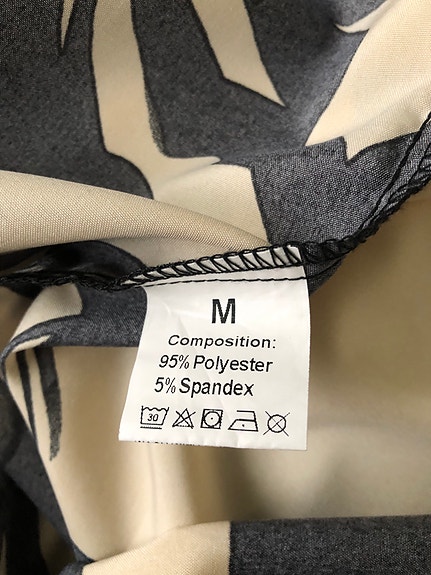 M
Composition:
95% Polyester
5% Spandex
30